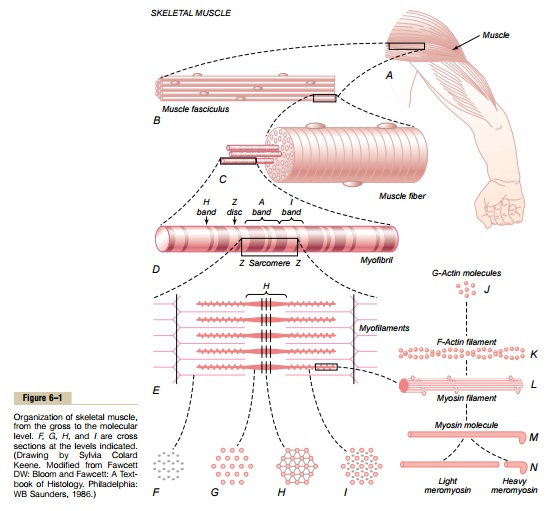 SKELETAL MUSCLE
Muscle
A
Muscle fasciculus
B
C
Muscle fiber
H
band
Z
disc
A
band
I
band
D
Z Sarcomere Z
Myofibril
H
G-Actin molecules
J
Myofilaments
F-Actin filament
K
E
L
Myosin filament
Myosin molecule
M
N
Light
meromyosin
Heavy
meromyosin
F
G
H
I
Figure 6–1
Organization of skeletal muscle,
from the gross to the molecular
level. F, G, H, and I are cross
sections at the levels indicated.
(Drawing by Sylvia Colard
Keene. Modified from Fawcett
DW: Bloom and Fawcett: A Text-
book of Histology. Philadelphia:
WB Saunders, 1986.)